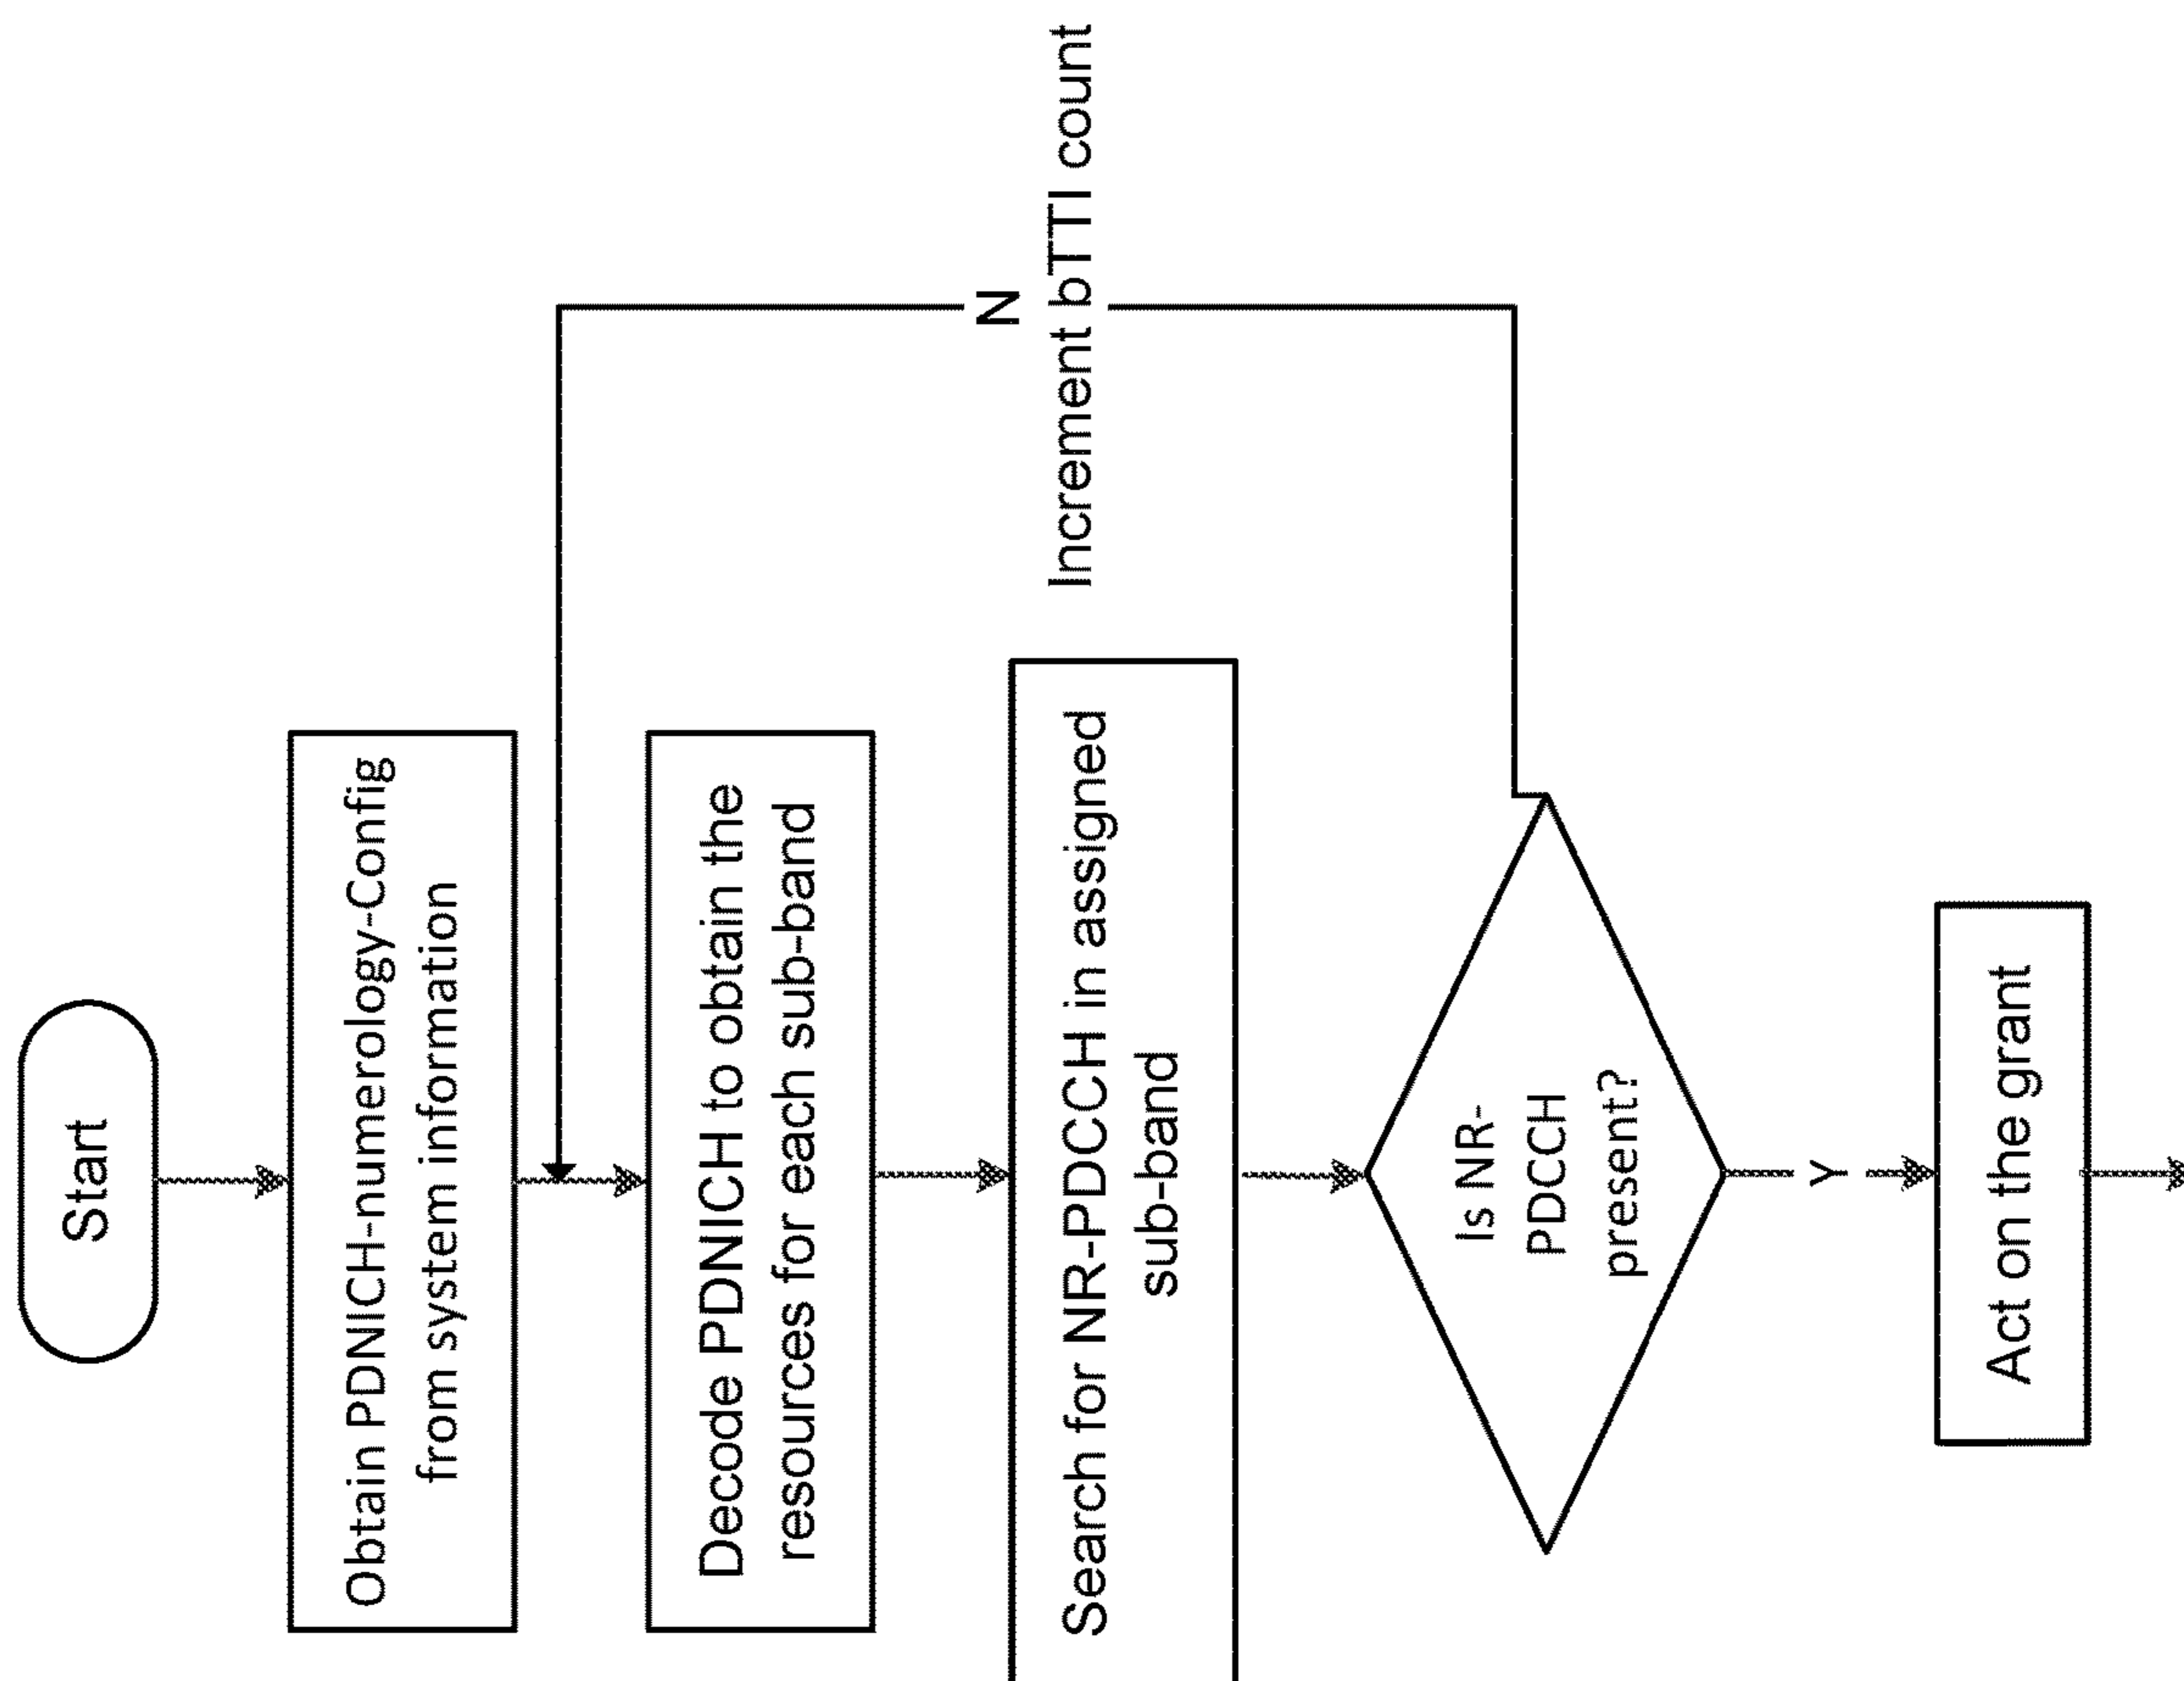 Start
Obtain PDNICH-numerology-Config
from system information
Decode PDNICH to obtain the
resources for each sub-band
Search for NR-PDCCH in assigned
sub-band
Is NR-
PDCCH
present?
N
Increment bTTI count
Y
Act on the grant